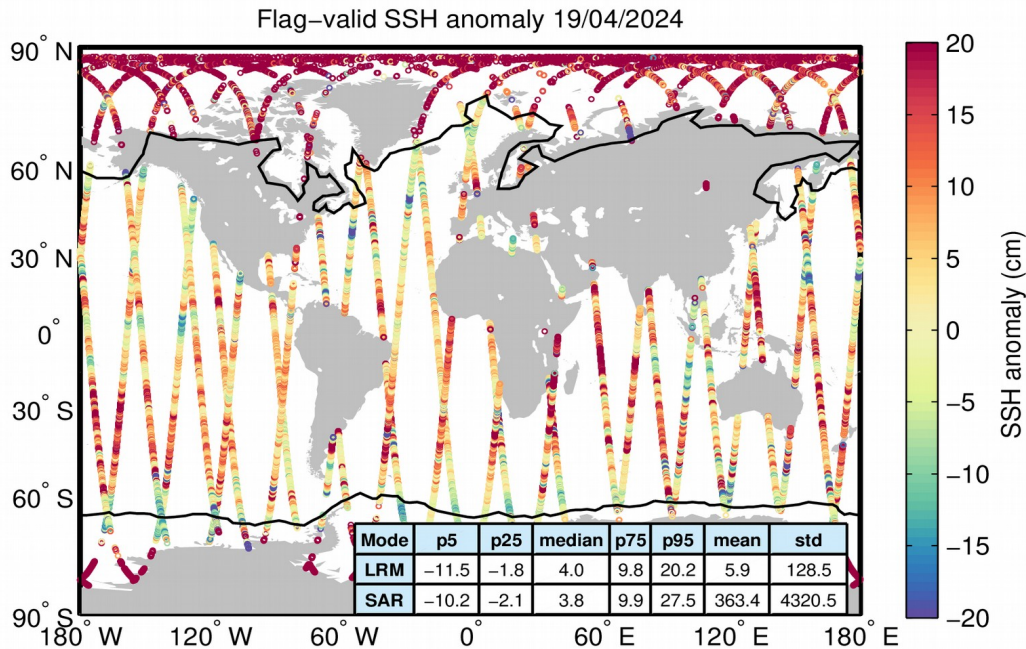 Flag−valid SSH anomaly 19/04/2024
90° N
60° N
30° N
0°
30° S
60° S
90° S
180° W
120° W
60° W
0°
60° E
120° E
180° E
Mode p5 p25 median p75 p95 mean std
LRM −11.5 −1.8 4.0 9.8 20.2 5.9 128.5
SAR −10.2 −2.1 3.8 9.9 27.5 363.4 4320.5
20
15
10
5
0
−5
−10
−15
−20
SSH anomaly (cm)